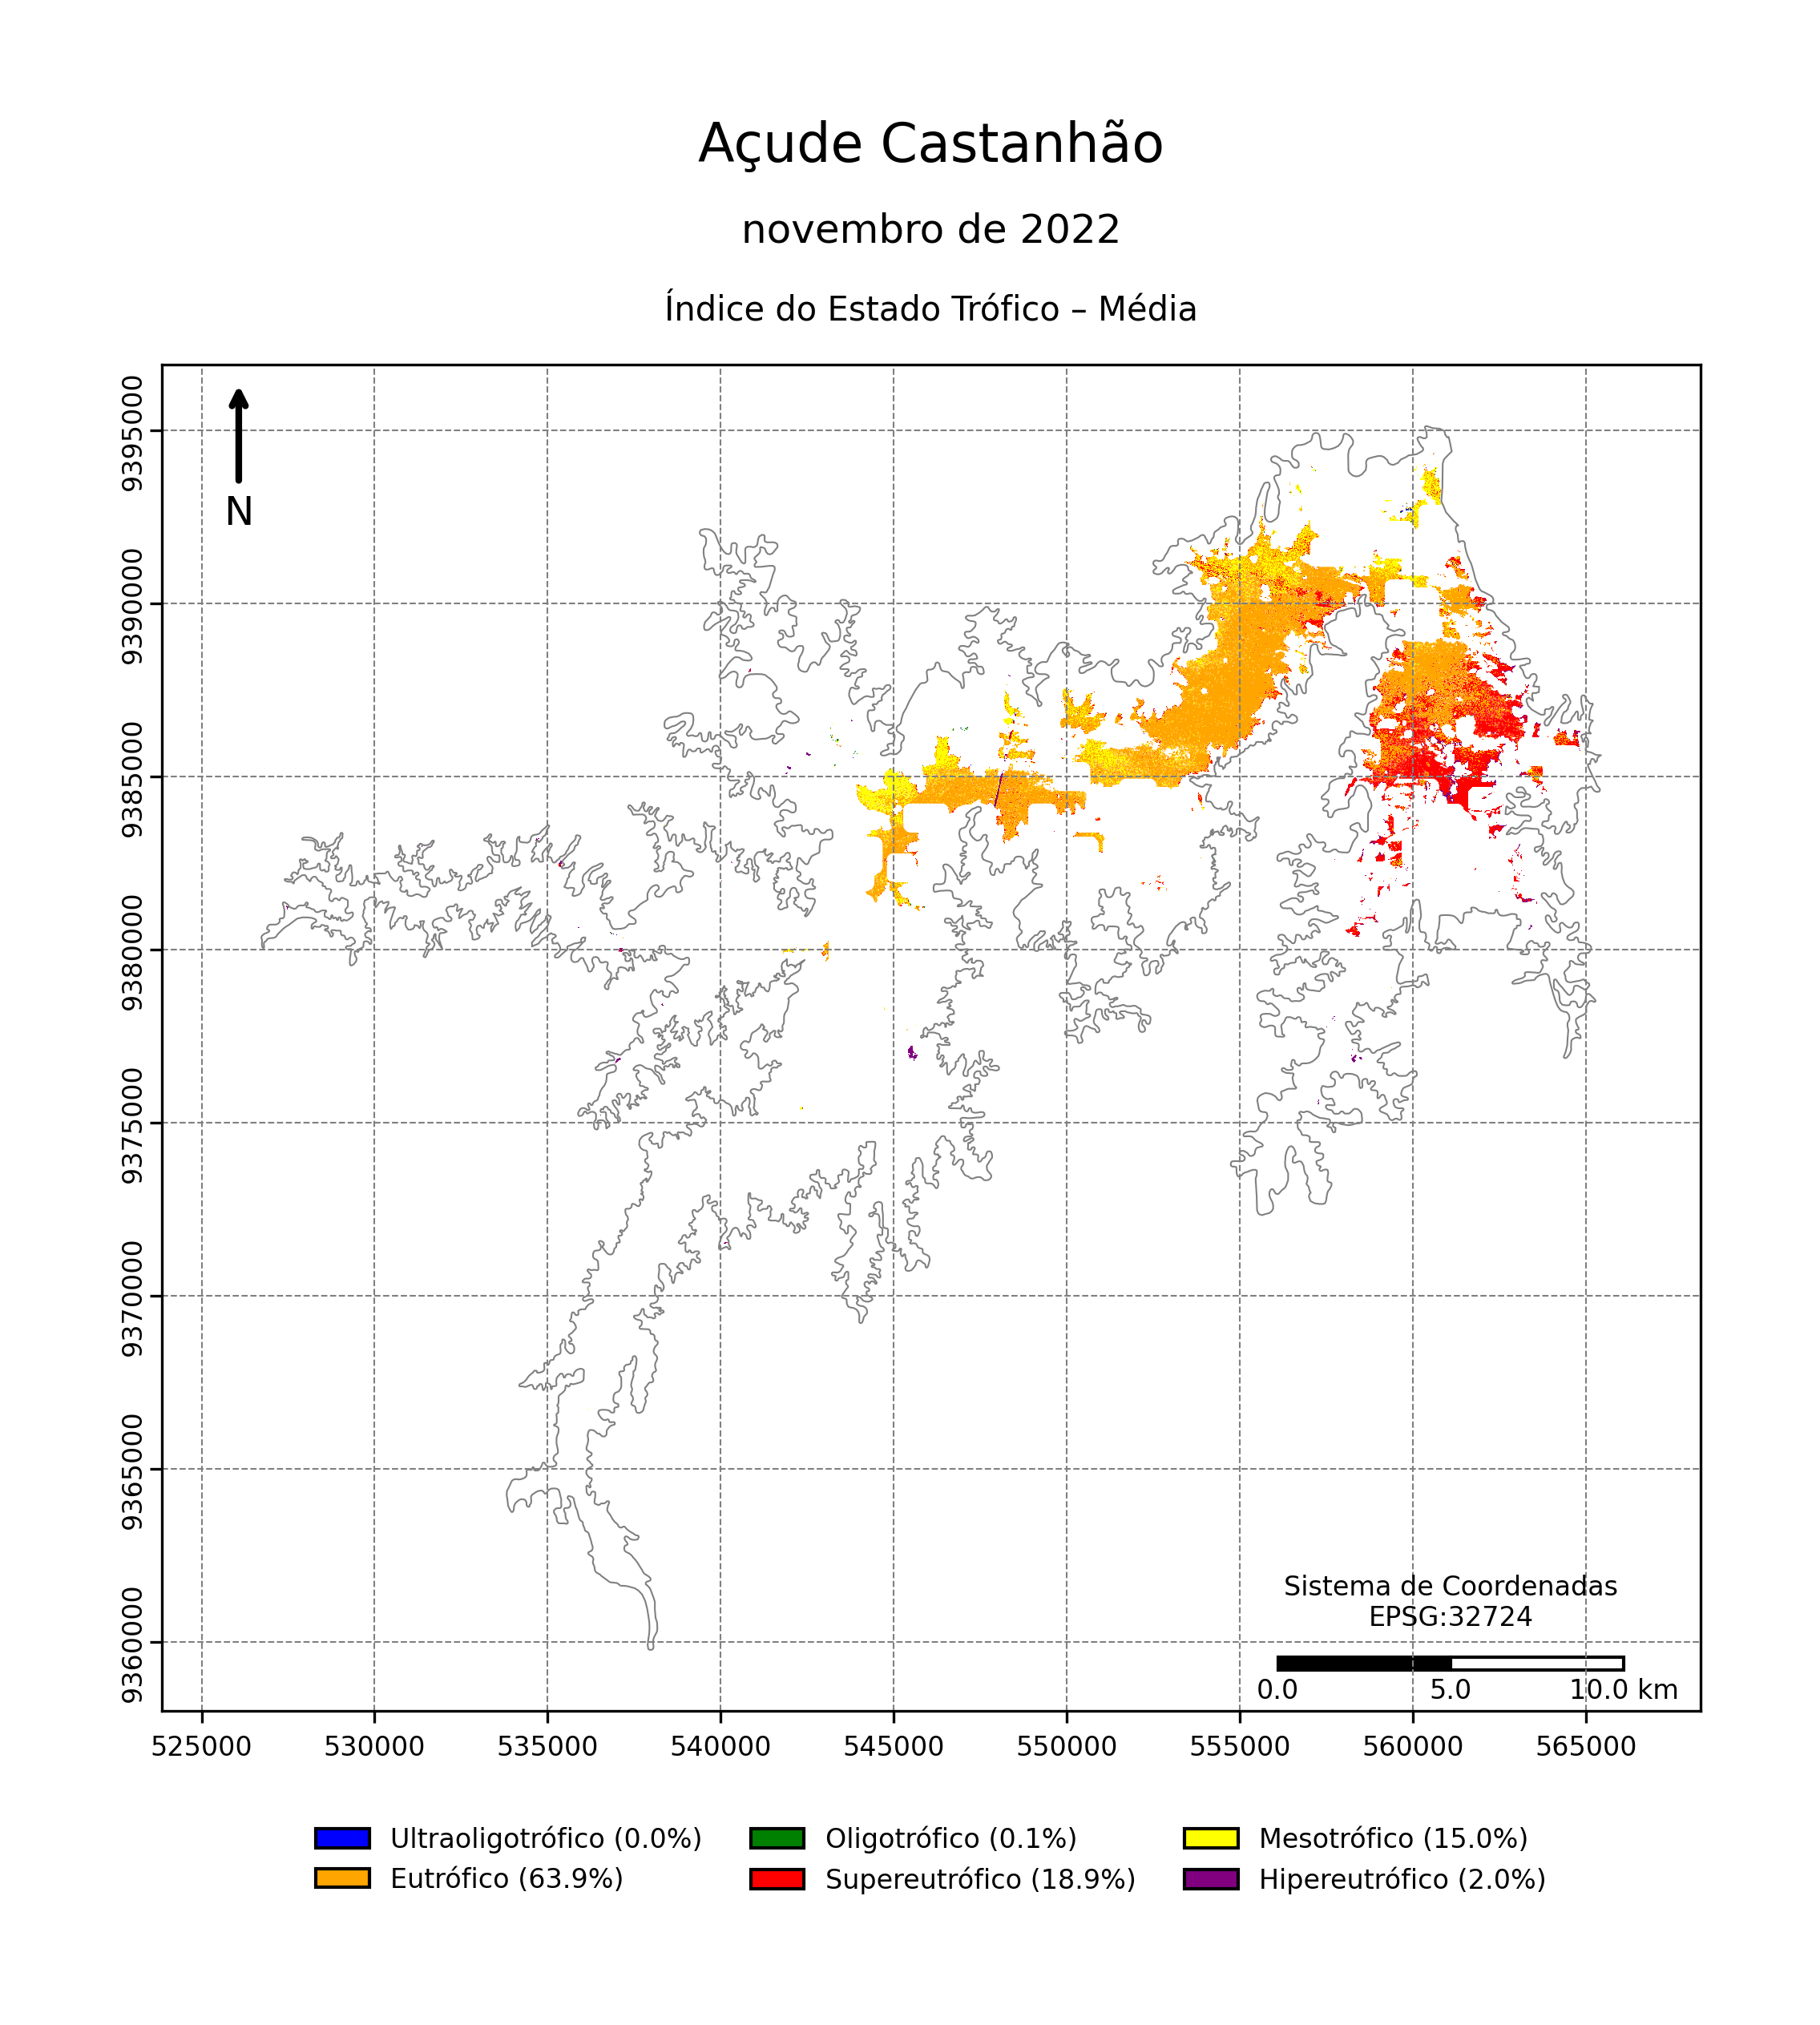 Açude Castanhão
novembro de 2022
Índice do Estado Trófico – Média
N
9395000
9390000
9385000
9380000
9375000
9370000
9365000
9360000
Sistema de Coordenadas
EPSG:32724
0.0 5.0 10.0 km
525000 530000 535000 540000 545000 550000 555000 560000 565000
Ultraoligotrófico (0.0%) Oligotrófico (0.1%) Mesotrófico (15.0%)
Eutrófico (63.9%) Supereutrófico (18.9%) Hipereutrófico (2.0%)